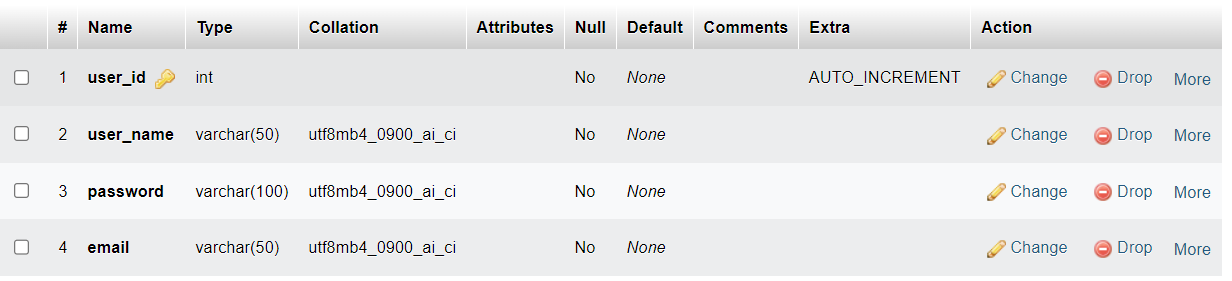 # Name Type Collation Attributes Null Default Comments Extra Action
1 user_id int No None AUTO_INCREMENT Change Drop More
2 user_name varchar(50) utf8mb4_0900_ai_ci No None Change Drop More
3 password varchar(100) utf8mb4_0900_ai_ci No None Change Drop More
4 email varchar(50) utf8mb4_0900_ai_ci No None Change Drop More